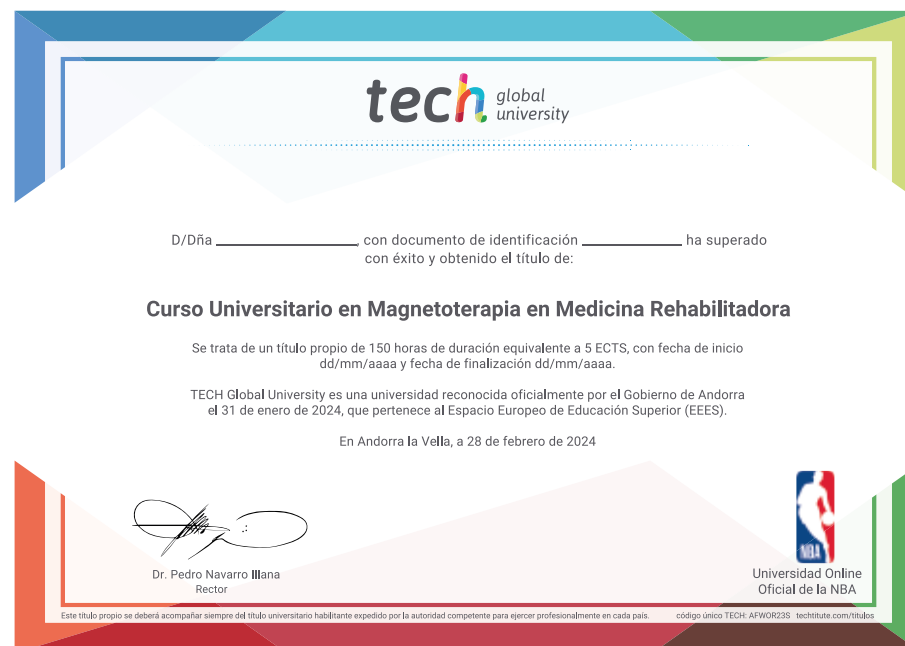 tech global university
D/Dña ____________, con documento de identificación ____________ ha superado
con éxito y obtenido el título de:
Curso Universitario en Magnetoterapia en Medicina Rehabilitadora
Se trata de un título propio de 150 horas de duración equivalente a 5 ECTS, con fecha de inicio
dd/mm/aaaa y fecha de finalización dd/mm/aaaa.
TECH Global University es una universidad reconocida oficialmente por el Gobierno de Andorra
el 31 de enero de 2024, que pertenece al Espacio Europeo de Educación Superior (EEES).
En Andorra la Vella, a 28 de febrero de 2024
Dr. Pedro Navarro Illana
Rector
NBA
Universidad Online
Oficial de la NBA
Este título propio se deberá acompañar siempre del título universitario habilitante expedido por la autoridad competente para ejercer profesionalmente en cada país. código único TECH: AFWOR23S techtitute.com/titulos